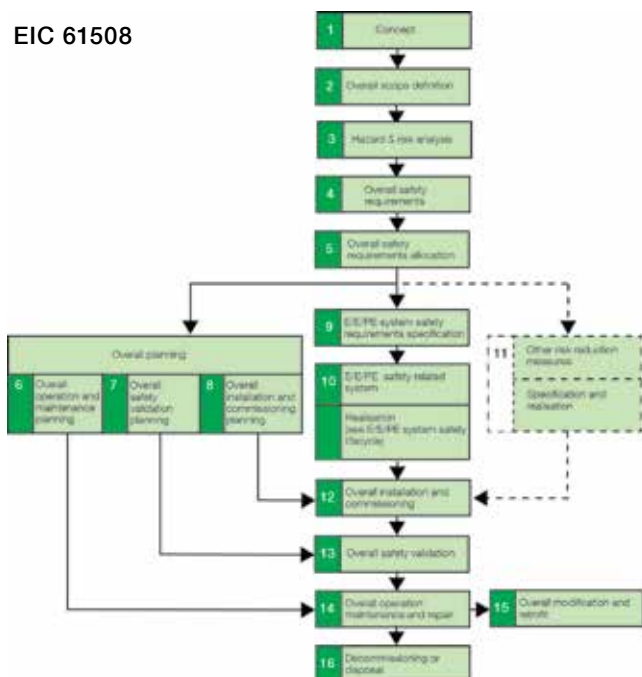 EIC 61508
1
Concept
2
Overall scope definition
3
Hazard & risk analysis
4
Overall safety
requirements
5
Overall safety
requirements allocation
9
E/E/PE system safety
requirements specification
Overall planning
6
Overall
operation and
maintenance
planning
7
Overall
safety
validation
planning
8
Overall
installation and
commissioning
planning
10
E/E/PE safety related
system
Realisation
(see E/E/PE system safety
lifecycle)
11
Other risk reduction
measures
Specification and
realisation
12
Overall installation and
commissioning
13
Overall safety validation
14
Overall operation
maintenance and repair
15
Overall modification and
retrofit
16
Decommissioning or
disposal